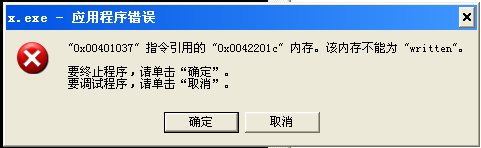 x.exe - 应用程序错误
"0x00401037" 指令引用的 "0x0042201c" 内存。该内存不能为 "written"。
要终止程序，请单击“确定”。
要调试程序，请单击“取消”。
确定
取消